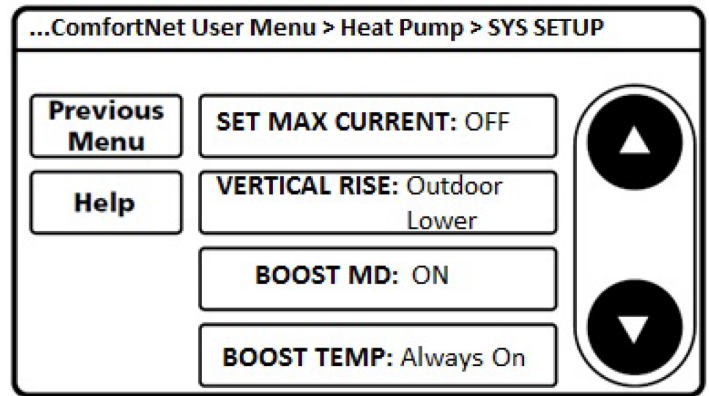 ...ComfortNet User Menu > Heat Pump > SYS SETUP
Previous
Menu
SET MAX CURRENT: OFF
Help
VERTICAL RISE: Outdoor
Lower
BOOST MD: ON
BOOST TEMP: Always On